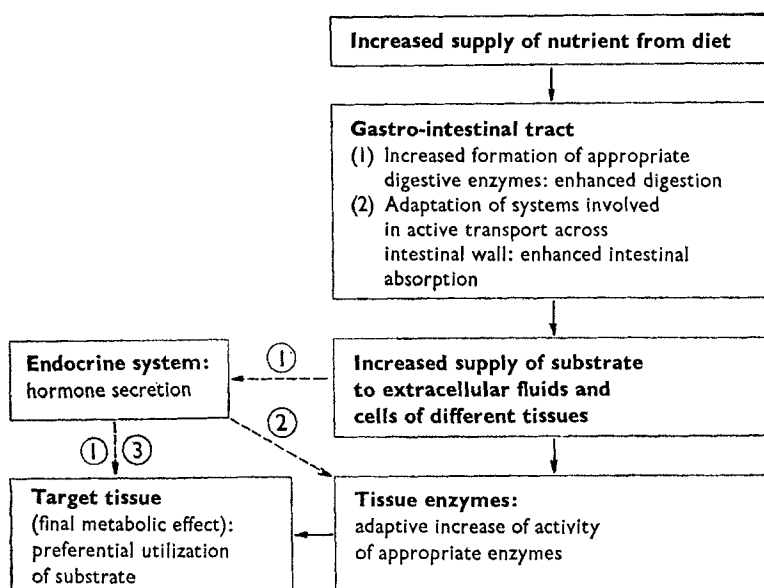 Increased supply of nutrient from diet
Gastro-intestinal tract
(1) Increased formation of appropriate
digestive enzymes: enhanced digestion
(2) Adaptation of systems involved
in active transport across
intestinal wall: enhanced intestinal
absorption
Endocrine system:
hormone secretion
1
Increased supply of substrate
to extracellular fluids and
cells of different tissues
2
1 3
Target tissue
(final metabolic effect):
preferential utilization
of substrate
Tissue enzymes:
adaptive increase of activity
of appropriate enzymes